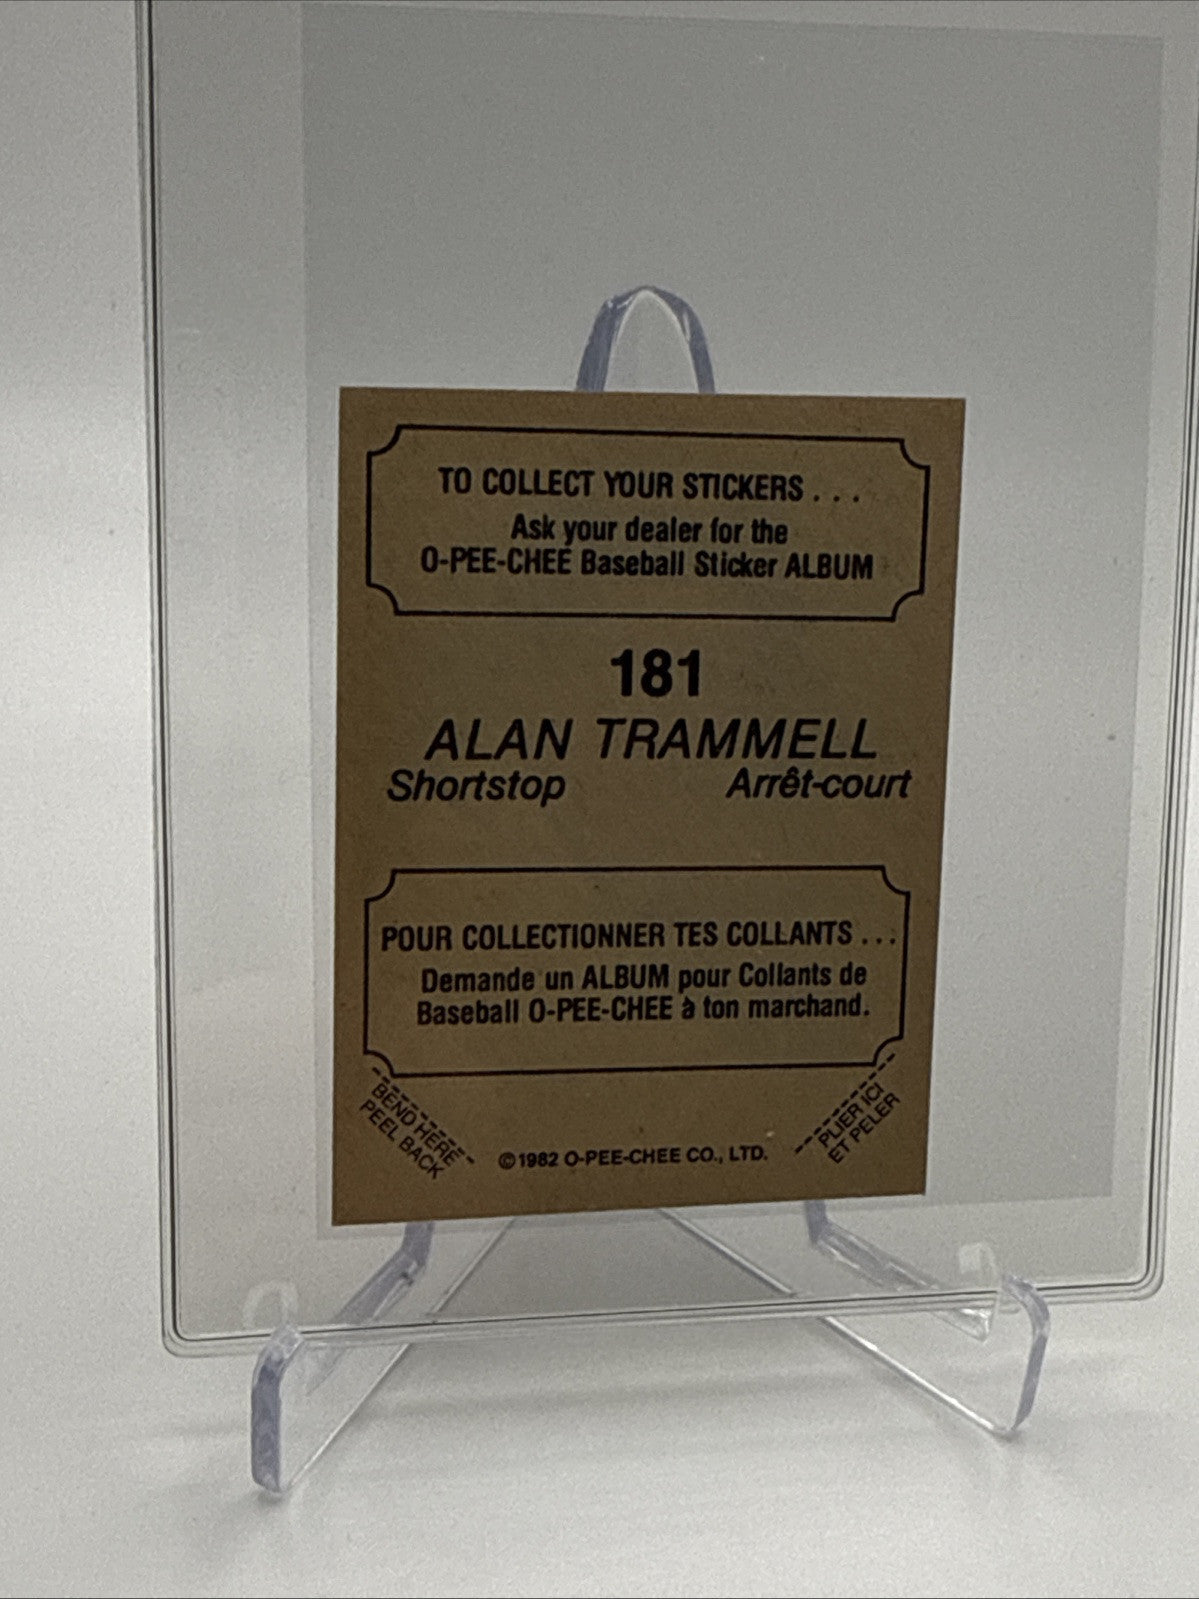 TO COLLECT YOUR STICKERS . . .
Ask your dealer for the
O-PEE-CHEE Baseball Sticker ALBUM
181
ALAN TRAMMELL
Shortstop Arrêt-court
POUR COLLECTIONNER TES COLLANTS . . .
Demande un ALBUM pour Collants de
Baseball O-PEE-CHEE à ton marchand.
BEND HERE
PEEL BACK
©1982 O-PEE-CHEE CO., LTD.
PLIER ICI
ET PELER